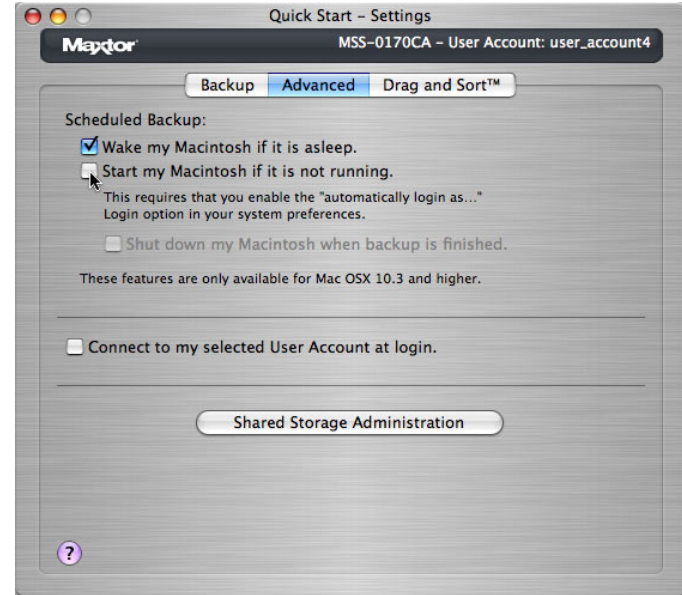 Quick Start – Settings
Maxtor
MSS-0170CA – User Account: user_account4
Backup Advanced Drag and Sort™
Scheduled Backup:
Wake my Macintosh if it is asleep.
Start my Macintosh if it is not running.
This requires that you enable the "automatically login as..."
Login option in your system preferences.
Shut down my Macintosh when backup is finished.
These features are only available for Mac OSX 10.3 and higher.
Connect to my selected User Account at login.
Shared Storage Administration
?